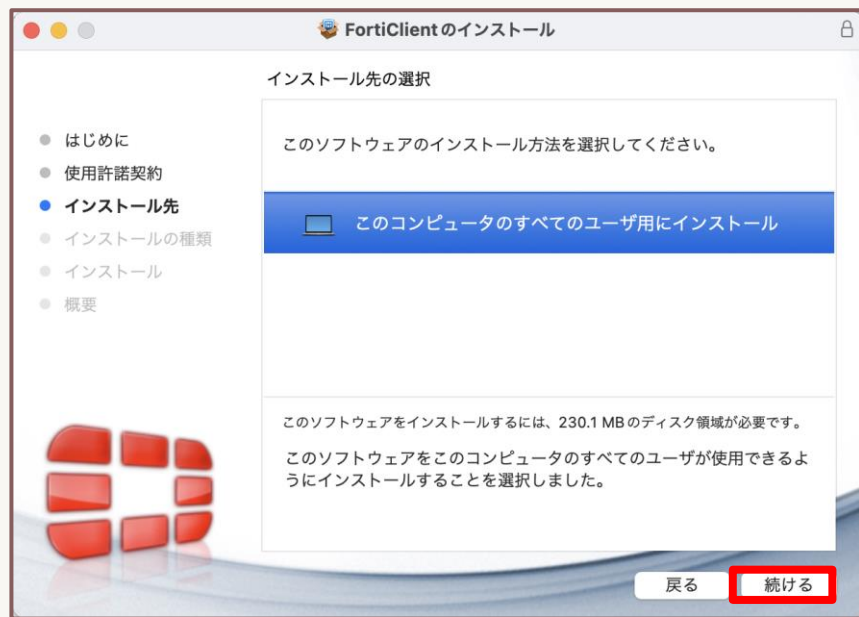 FortiClientのインストール
インストール先の選択
はじめに
使用許諾契約
インストール先
インストールの種類
インストール
概要
このソフトウェアのインストール方法を選択してください。
このコンピュータのすべてのユーザ用にインストール
このソフトウェアをインストールするには、230.1 MBのディスク領域が必要です。
このソフトウェアをこのコンピュータのすべてのユーザが使用できるよ
うにインストールすることを選択しました。
戻る
続ける